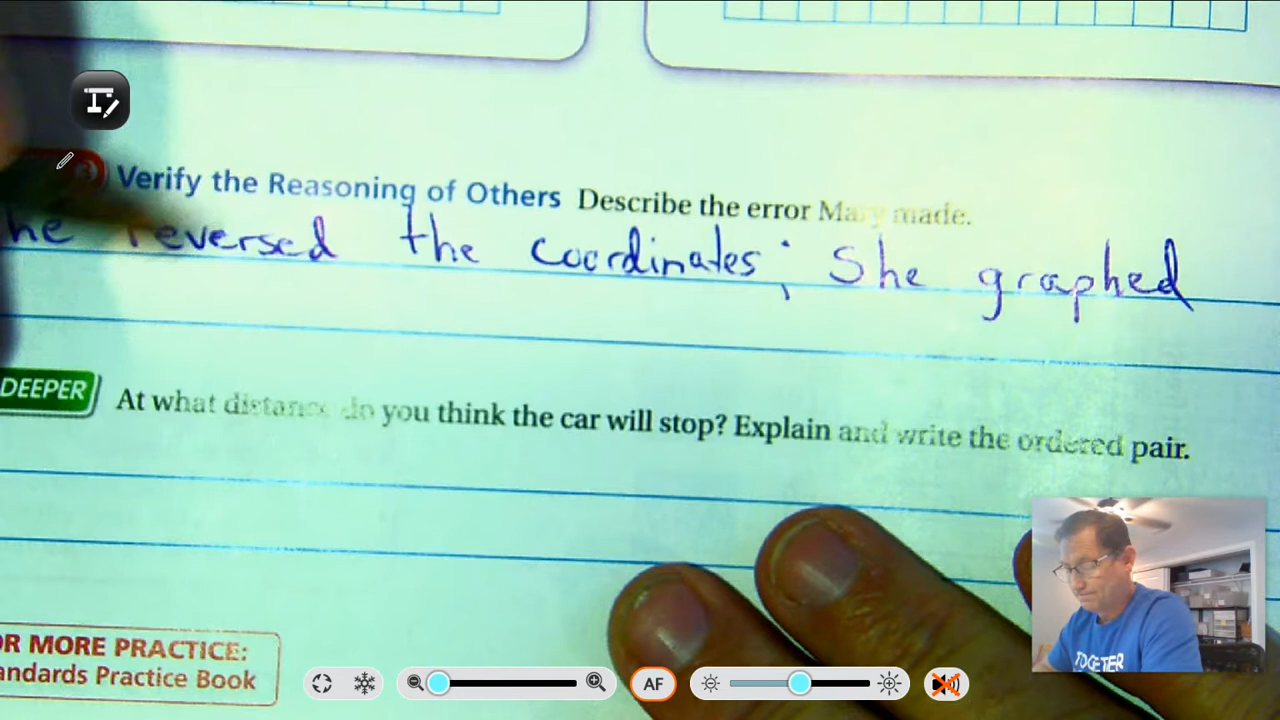 Verify the Reasoning of Others Describe the error Mary made.
he reversed the coordinates; She graphed
DEEPER At what distance do you think the car will stop? Explain and write the ordered pair.
OR MORE PRACTICE:
andards Practice Book
AF
TOGETHER